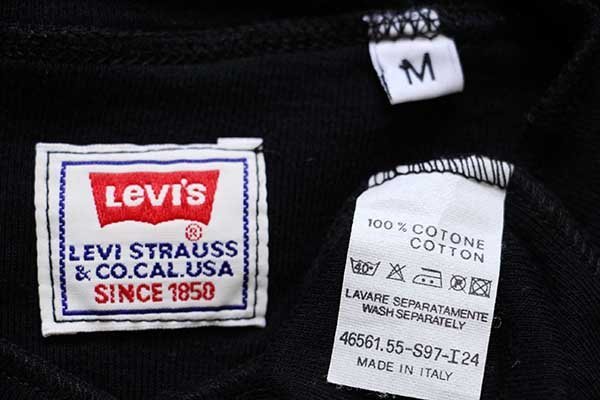 M
LEVI'S
®
LEVI STRAUSS
& CO.CAL.USA
SINCE 1850
100% COTONE
COTTON
40°
LAVARE SEPARATAMENTE
WASH SEPARATELY
46561.55-S97-I24
MADE IN ITALY